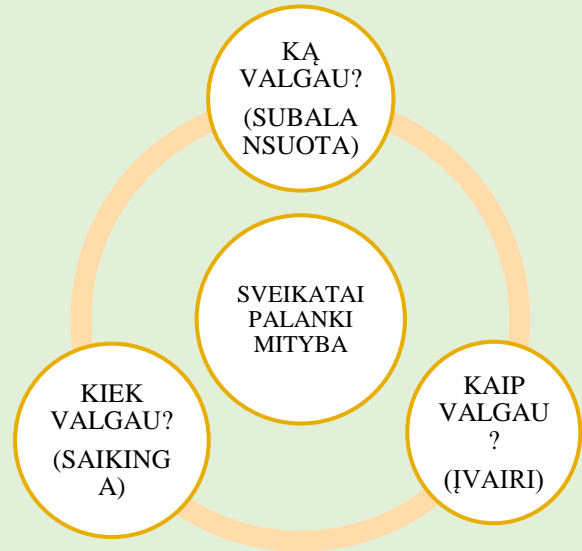 KĄ
VALGAU?
(SUBALA
NSUOTA)
SVEIKATAI
PALANKI
MITYBA
KIEK
VALGAU?
(SAIKING
A)
KAIP
VALGAU
?
(ĮVAIRI)